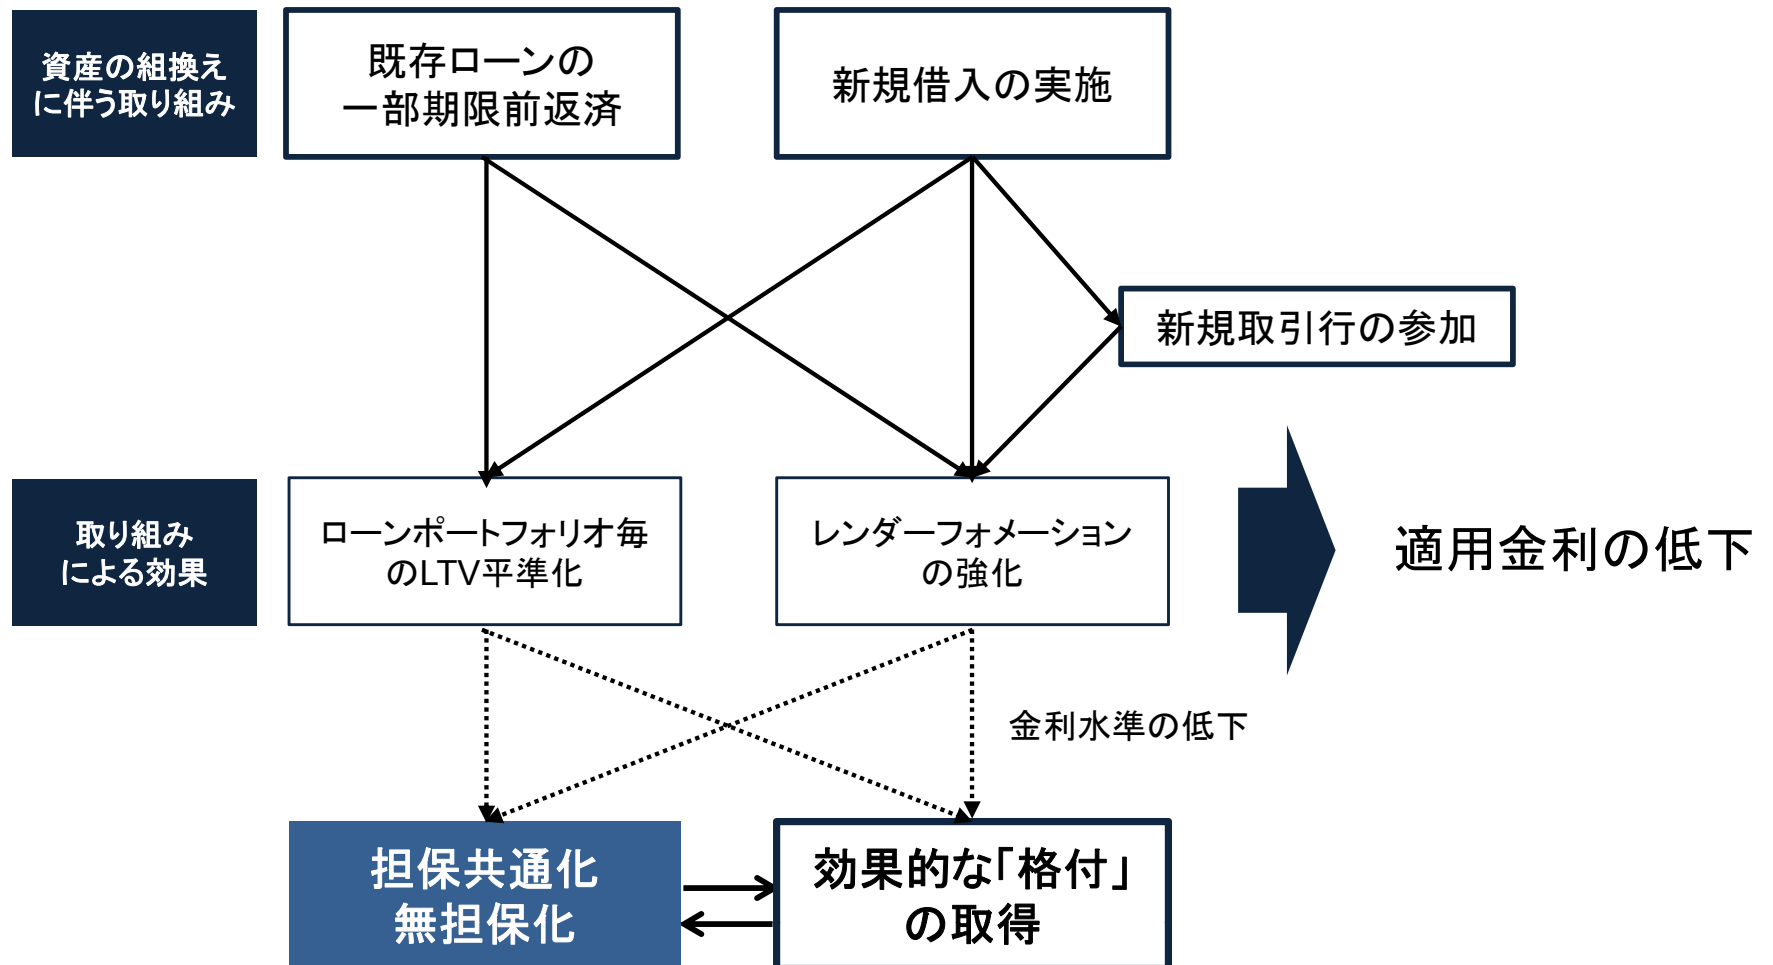 資産の組換え
に伴う取り組み
既存ローンの
一部期限前返済
新規借入の実施
新規取引行の参加
取り組み
による効果
ローンポートフォリオ毎
のLTV平準化
レンダーフォメーション
の強化
適用金利の低下
金利水準の低下
担保共通化
無担保化
効果的な「格付」
の取得